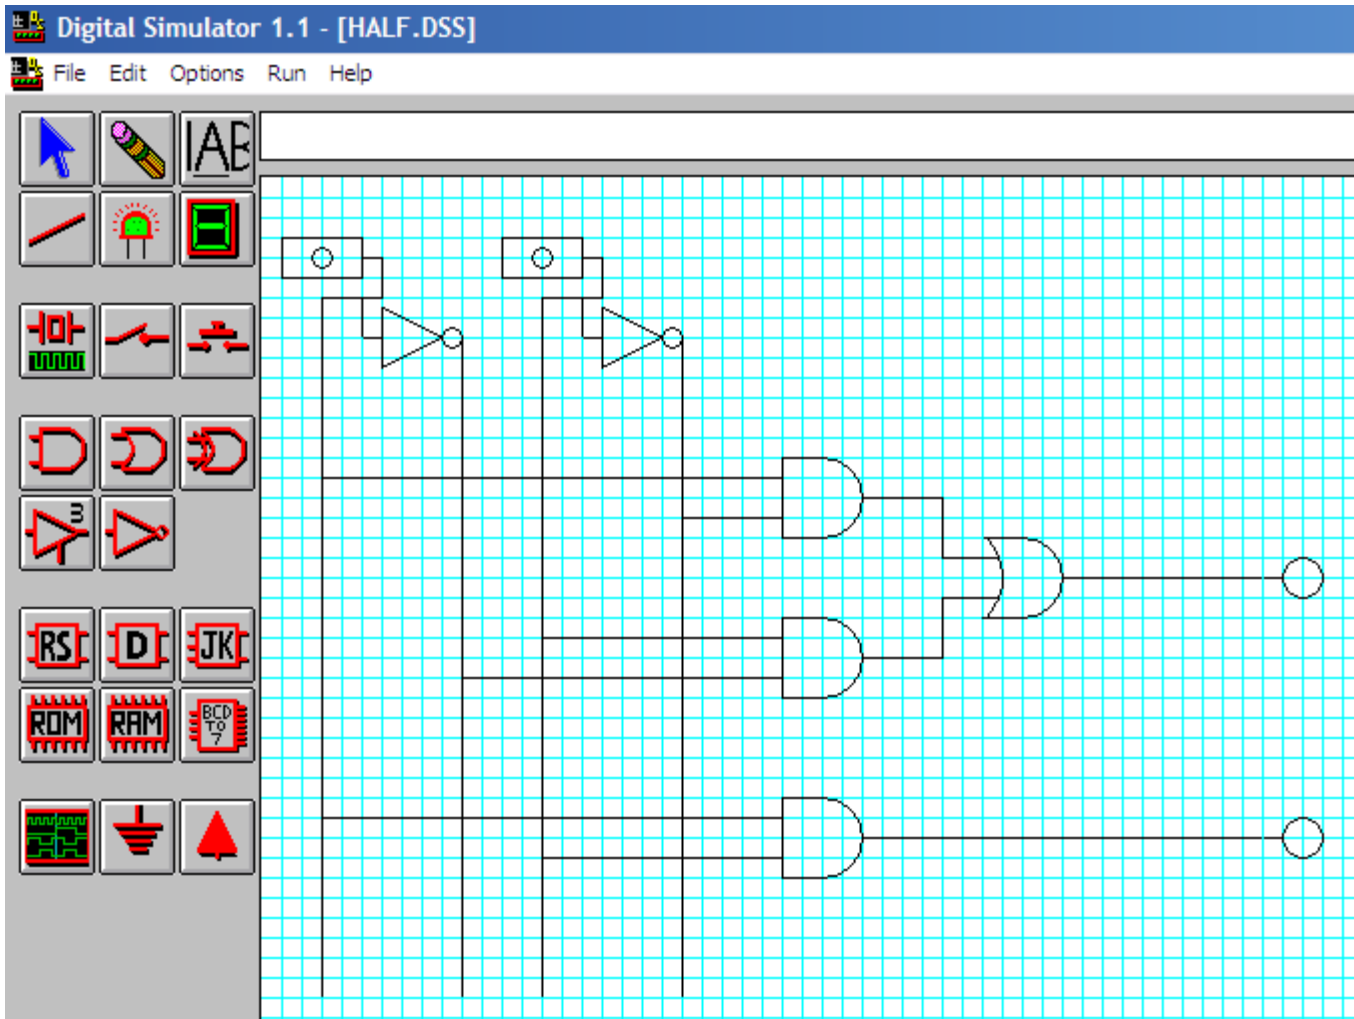 Digital Simulator 1.1 - [HALF.DSS]
File Edit Options Run Help
IAB
3
RS D JK
ROM RAM BCD TO 7